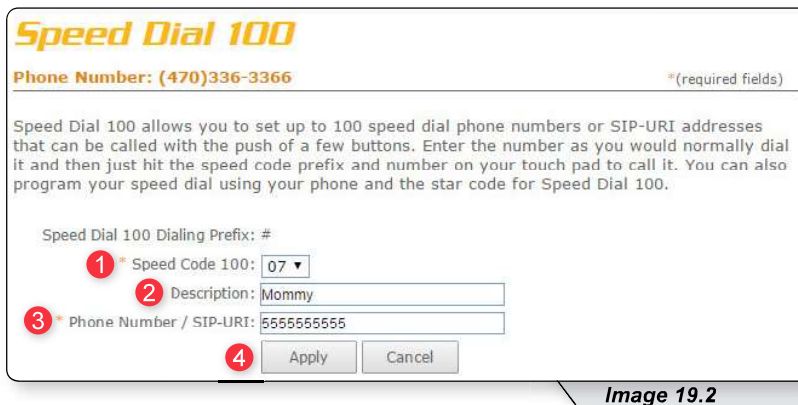 Speed Dial 100
Phone Number: (470)336-3366 *(required fields)
Speed Dial 100 allows you to set up to 100 speed dial phone numbers or SIP-URI addresses
that can be called with the push of a few buttons. Enter the number as you would normally dial
it and then just hit the speed code prefix and number on your touch pad to call it. You can also
program your speed dial using your phone and the star code for Speed Dial 100.
Speed Dial 100 Dialing Prefix: #
1 * Speed Code 100: 07
2 Description: Mommy
3 * Phone Number / SIP-URI: 5555555555
4 Apply Cancel
Image 19.2